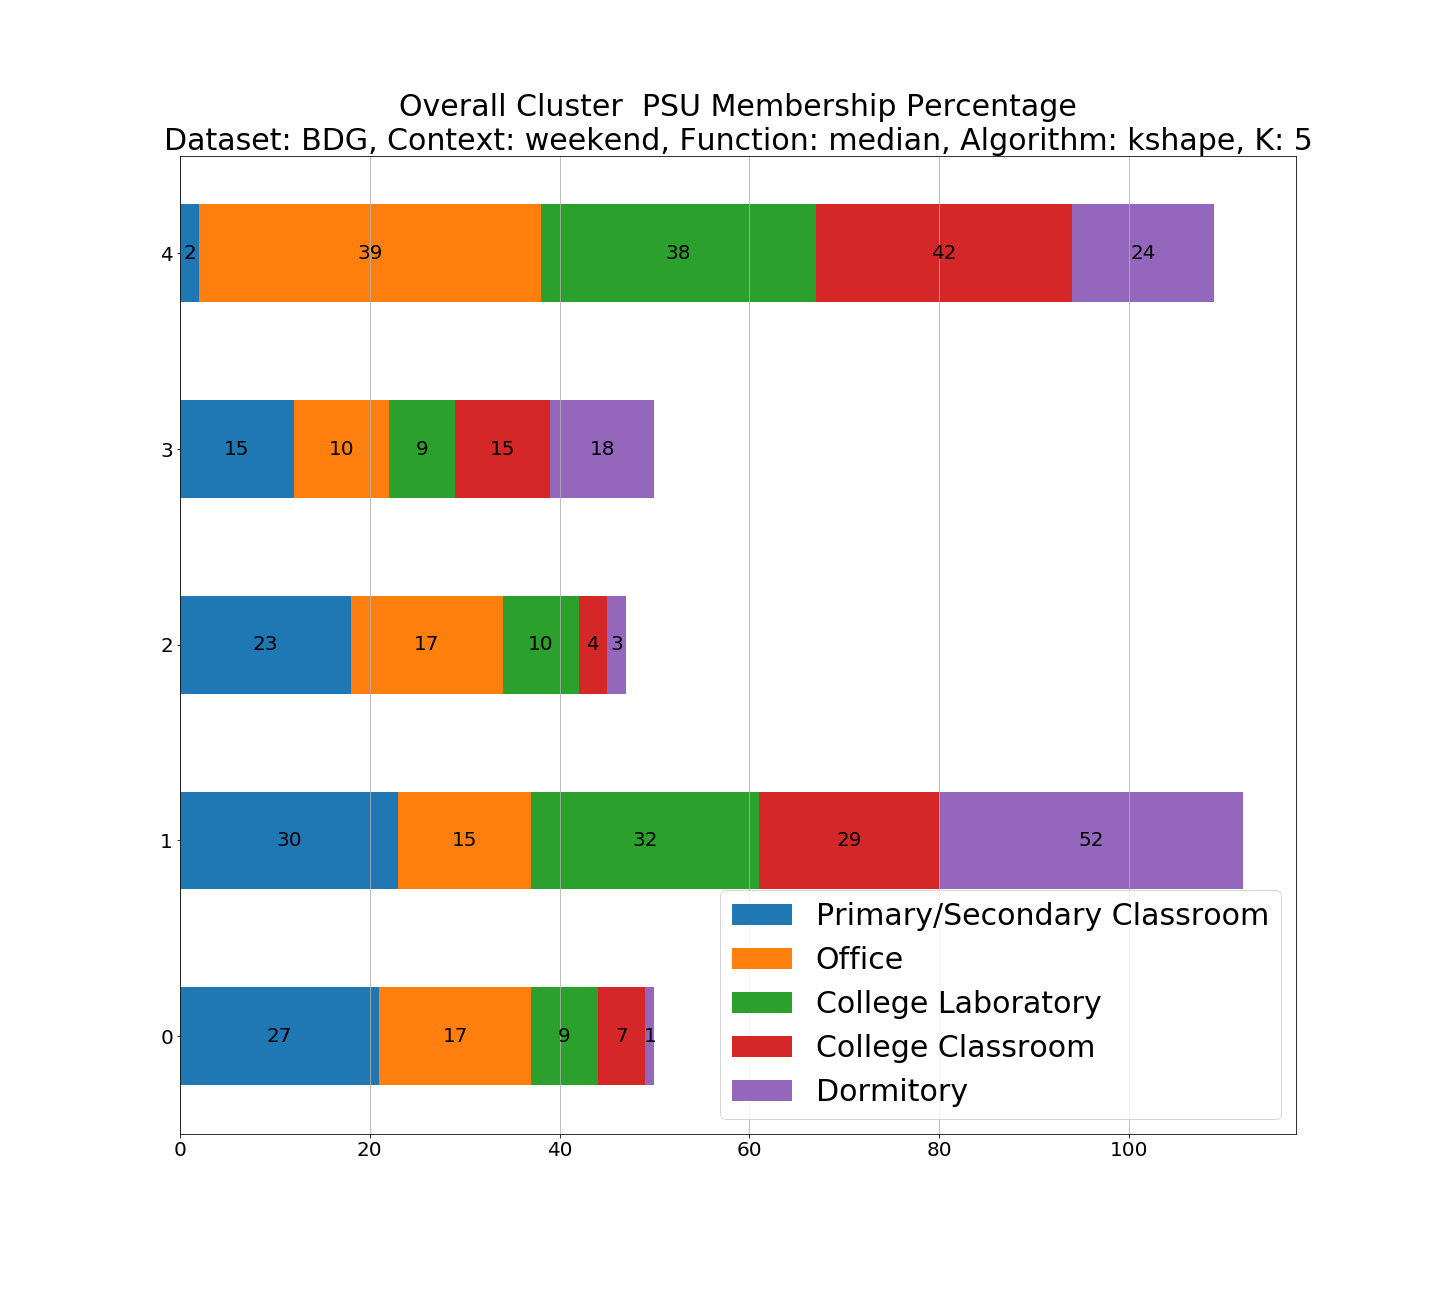 Overall Cluster  PSU Membership Percentage
Dataset: BDG, Context: weekend, Function: median, Algorithm: kshape, K: 5
4 2 39 38 42 24
3 15 10 9 15 18
2 23 17 10 4 3
1 30 15 32 29 52
0 27 17 9 7 1
Primary/Secondary Classroom
Office
College Laboratory
College Classroom
Dormitory
0 20 40 60 80 100